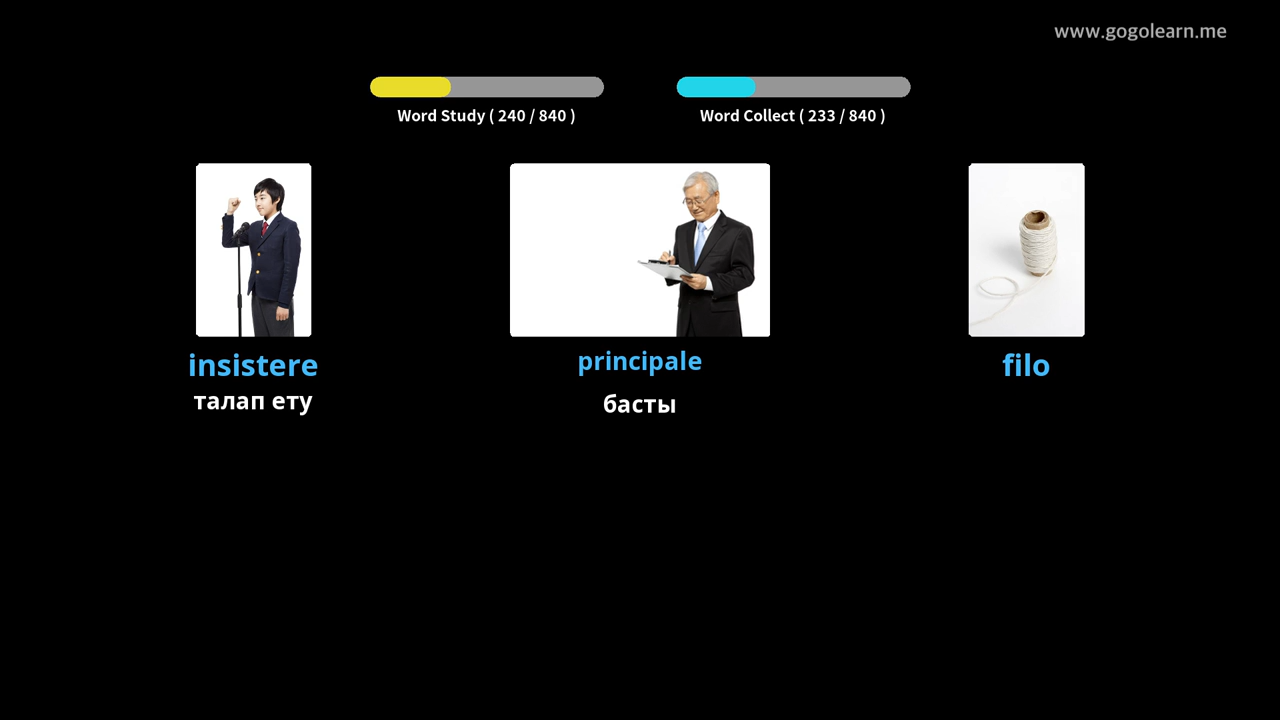 www.gogolearn.me
Word Study ( 240 / 840 )
Word Collect ( 233 / 840 )
insistere
талап ету
principale
басты
filo